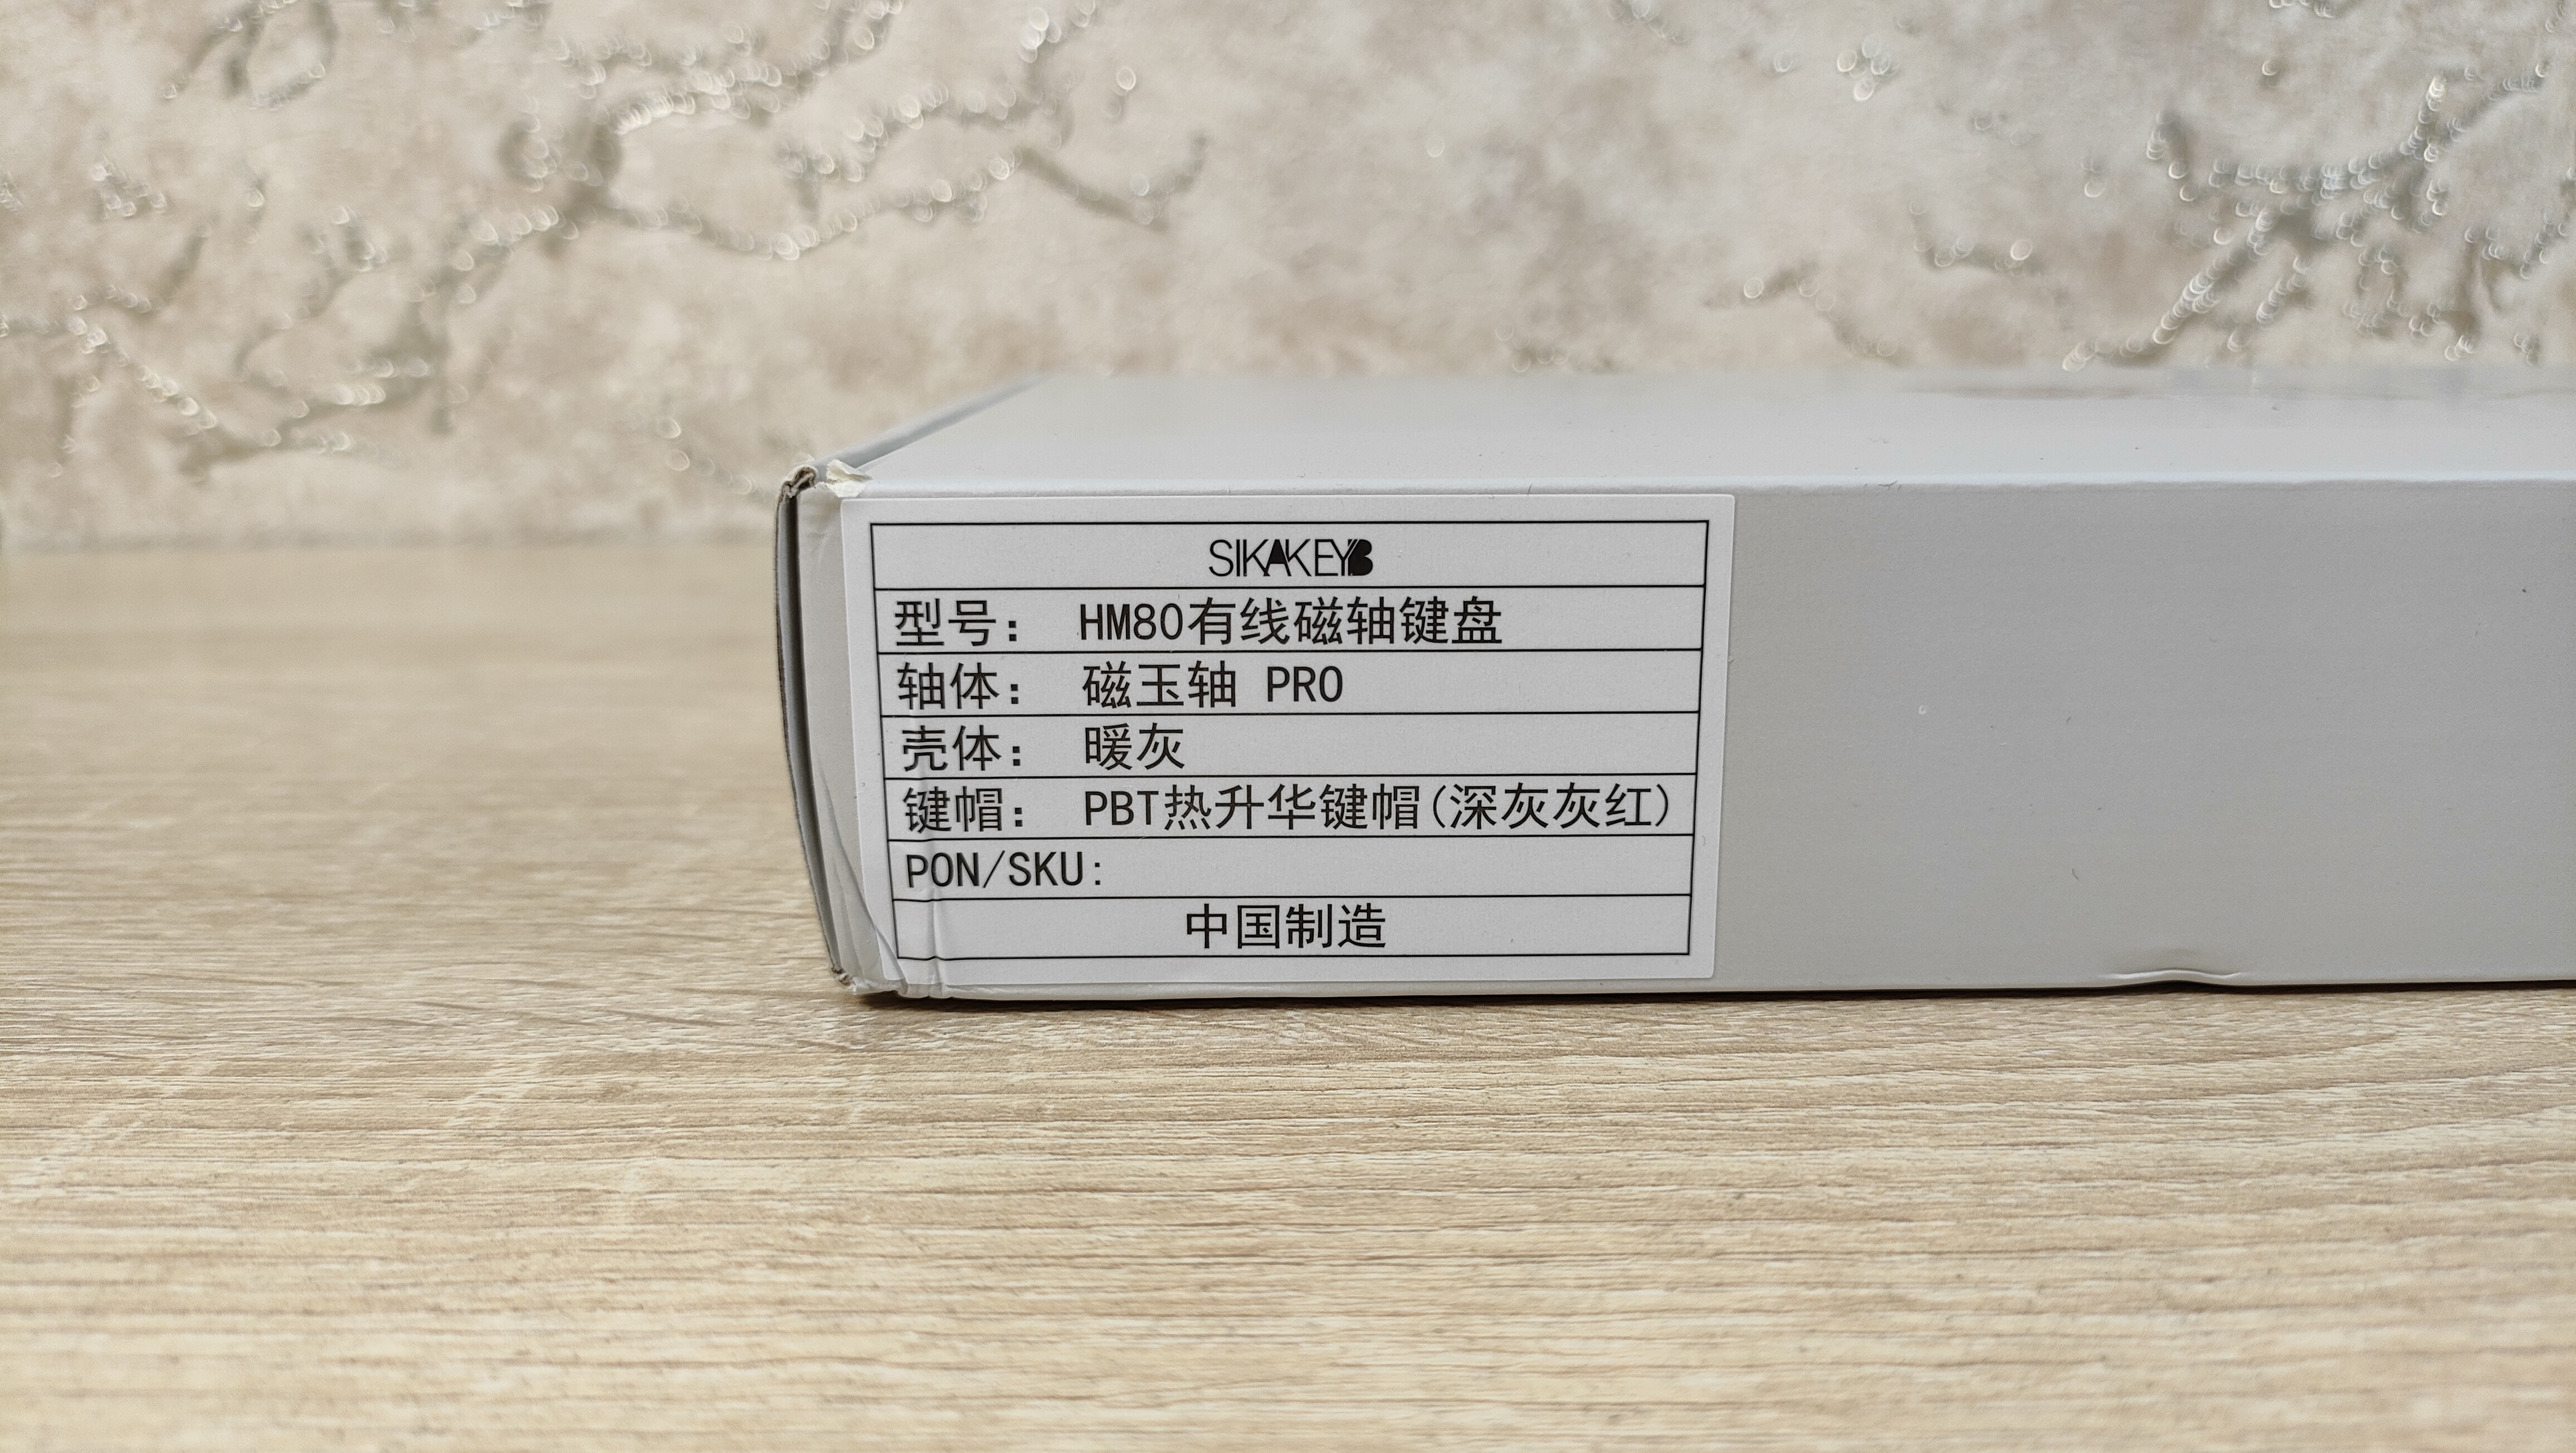 SIKAKEYB
型号： HM80有线磁轴键盘
轴体： 磁玉轴 PRO
壳体： 暖灰
键帽： PBT热升华键帽(深灰灰红)
PON/SKU:
中国制造